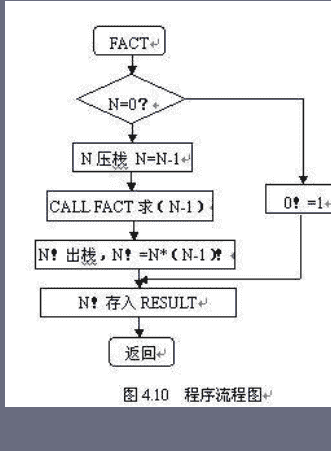 FACT
N=0?
N 压栈 N=N-1
CALL FACT 求(N-1)
0! =1
N! 出栈,N! =N*(N-1)!
N! 存入 RESULT
返回
图 4.10 程序流程图